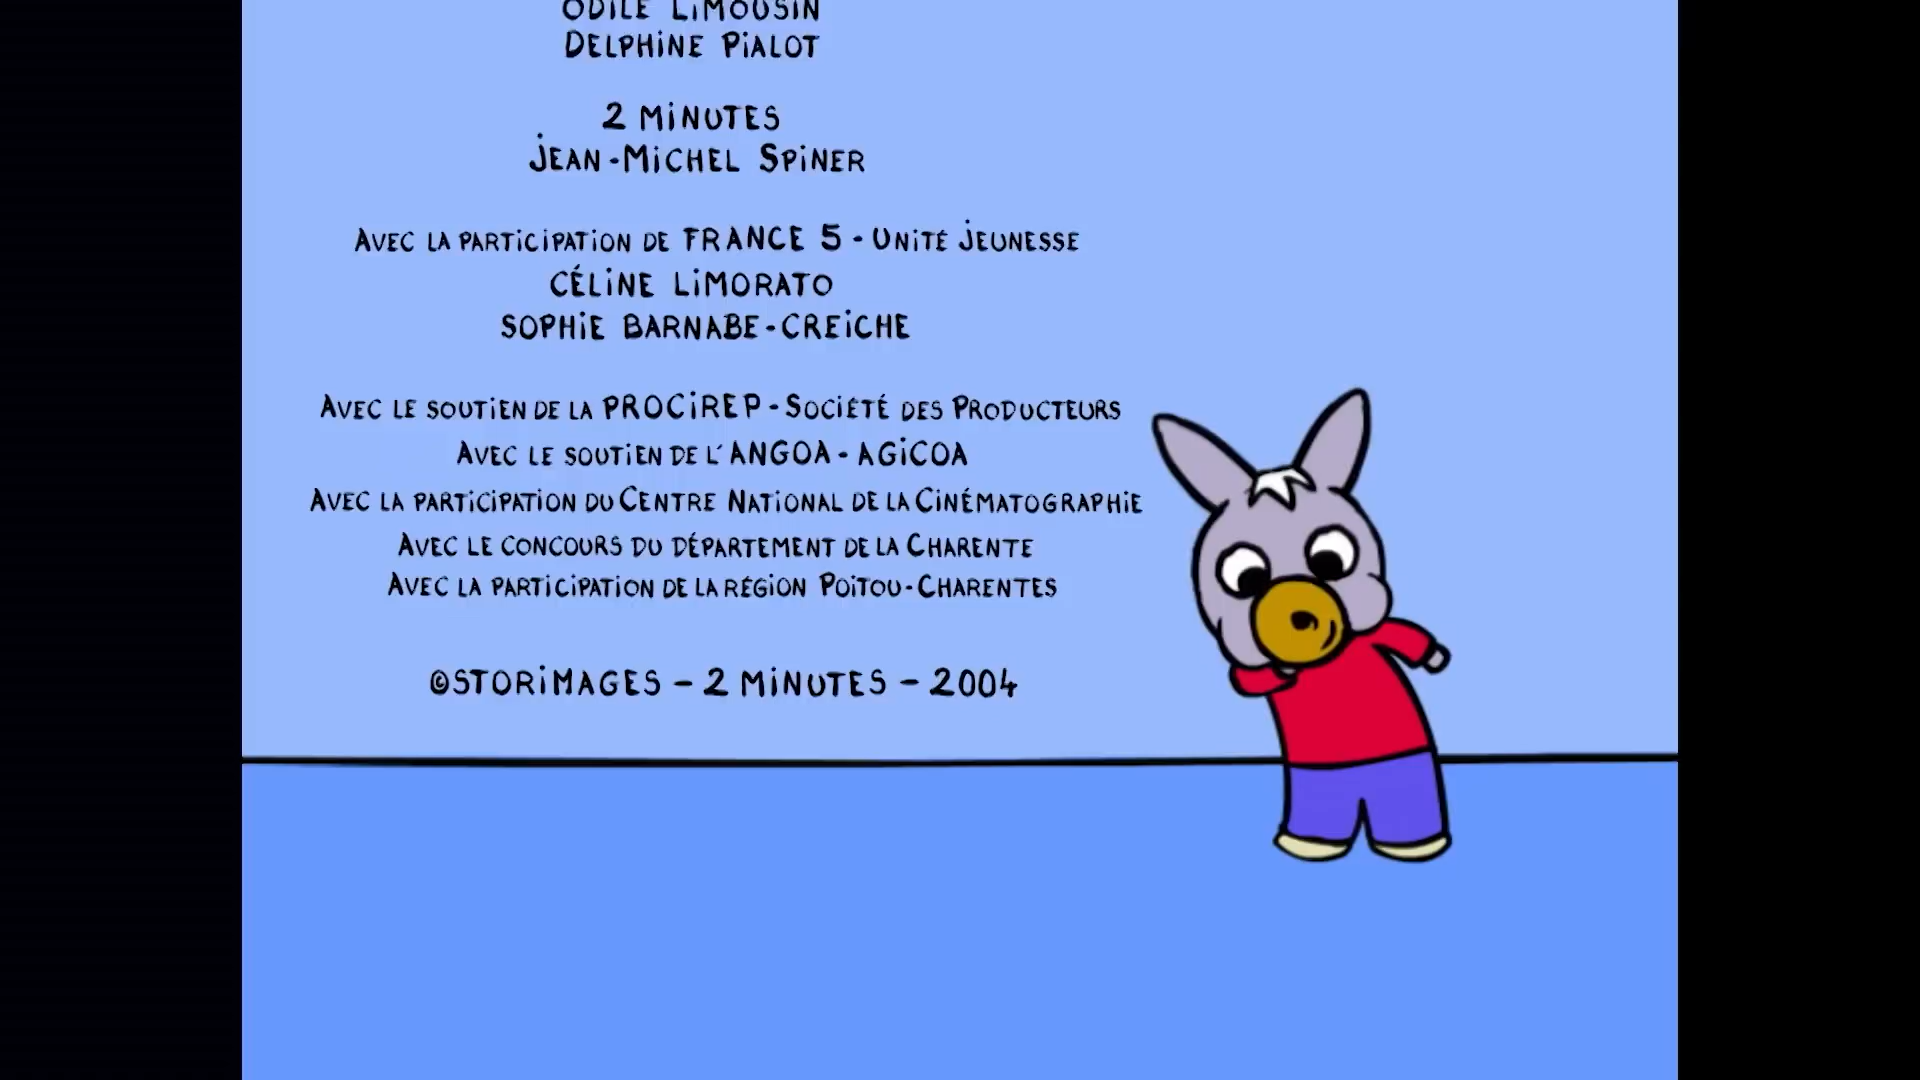 ODILE LIMOUSIN
DELPHINE PIALOT
2 MINUTES
JEAN-MICHEL SPINER
AVEC LA PARTICIPATION DE FRANCE 5 - UNITÉ JEUNESSE
CÉLINE LIMORATO
SOPHIE BARNABE-CREICHE
AVEC LE SOUTIEN DE LA PROCIREP - SOCIÉTÉ DES PRODUCTEURS
AVEC LE SOUTIEN DE L'ANGOA - AGICOA
AVEC LA PARTICIPATION DU CENTRE NATIONAL DE LA CINÉMATOGRAPHIE
AVEC LE CONCOURS DU DÉPARTEMENT DE LA CHARENTE
AVEC LA PARTICIPATION DE LA RÉGION POITOU-CHARENTES
©STORIMAGES - 2 MINUTES - 2004